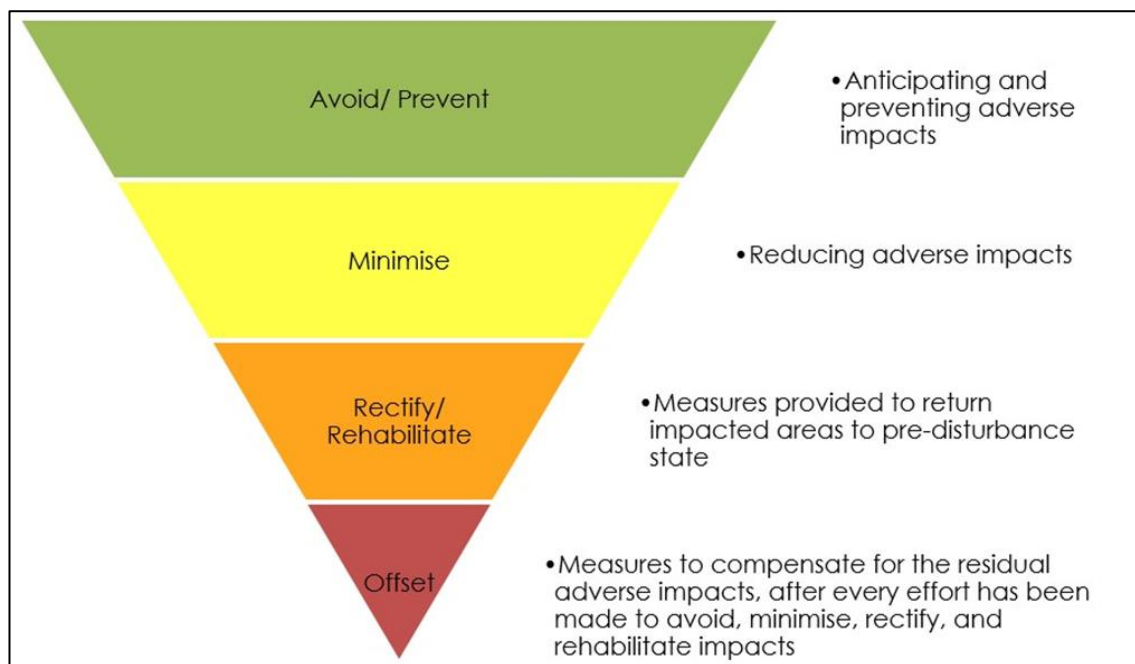 Avoid/ Prevent
•Anticipating and
preventing adverse
impacts
Minimise
•Reducing adverse impacts
Rectify/
Rehabilitate
•Measures provided to return
impacted areas to pre-disturbance
state
Offset
•Measures to compensate for the residual
adverse impacts, after every effort has been
made to avoid, minimise, rectify, and
rehabilitate impacts